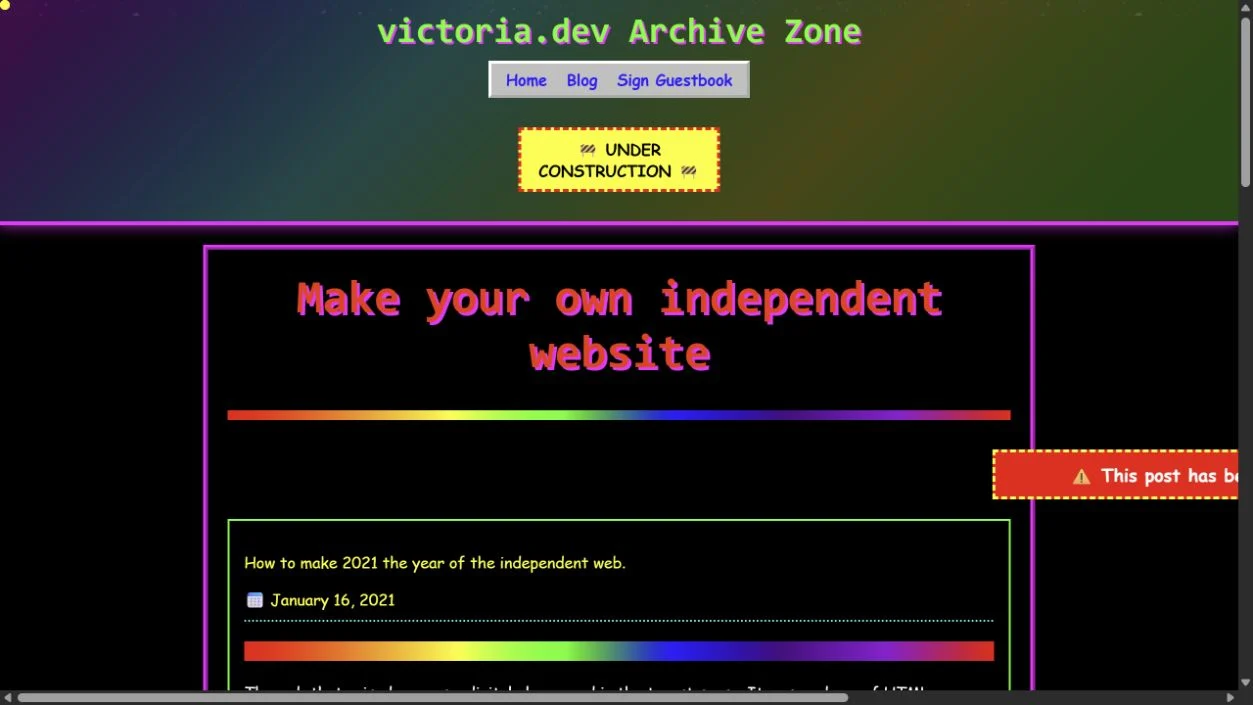 victoria.dev Archive Zone
Home Blog Sign Guestbook
🚧 UNDER
CONSTRUCTION 🚧
Make your own independent
website
⚠️ This post has
How to make 2021 the year of the independent web.
📅 January 16, 2021